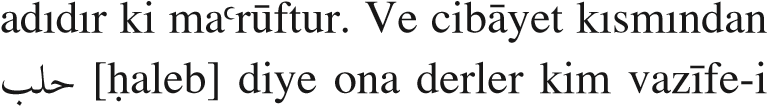 adıdır ki maʿrūftur. Ve cibāyet kısmından
حلب [ḥaleb] diye ona derler kim vazīfe-i